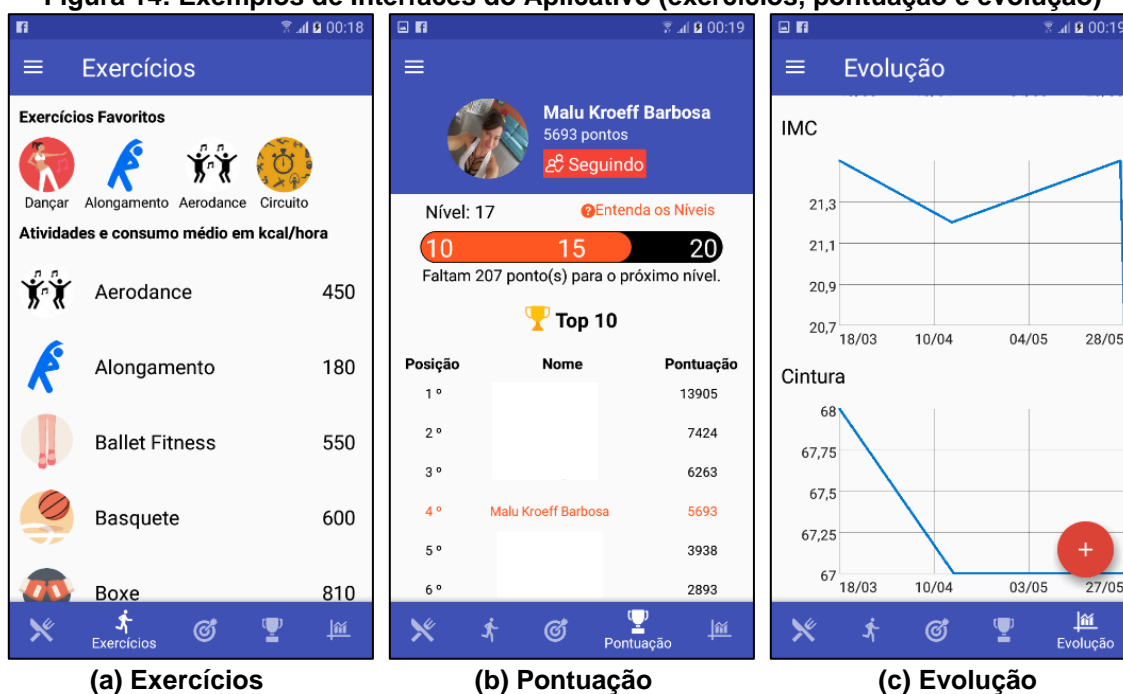 Figura 14: Exemplos de Interfaces do Aplicativo (exercícios, pontuação e evolução)
00:18
Exercícios
Exercícios Favoritos
Dançar Alongamento Aerodance Circuito
Atividades e consumo médio em kcal/hora
Aerodance 450
Alongamento 180
Ballet Fitness 550
Basquete 600
Boxe 810
Exercícios
(a) Exercícios
00:19
Malu Kroeff Barbosa
5693 pontos
Seguindo
Nível: 17 Entenda os Níveis
10 15 20
Faltam 207 ponto(s) para o próximo nível.
Top 10
Posição Nome Pontuação
1 º 13905
2 º 7424
3 º 6263
4 º Malu Kroeff Barbosa 5693
5 º 3938
6 º 2893
Pontuação
(b) Pontuação
00:19
Evolução
IMC
21,3
21,1
20,9
20,7
18/03 10/04 04/05 28/05
Cintura
68
67,75
67,5
67,25
67
18/03 10/04 03/05 27/05
Evolução
(c) Evolução